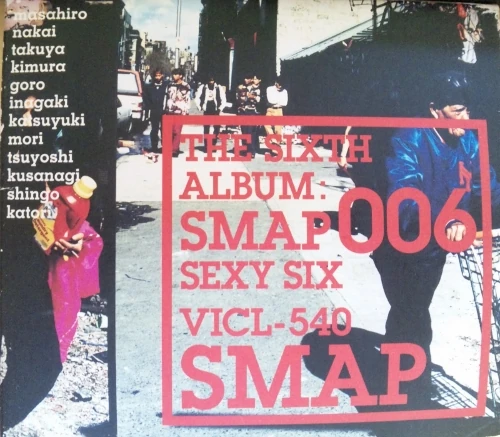 masahiro
nakai
takuya
kimura
goro
inagaki
katsuyuki
mori
tsuyoshi
kusanagi
shingo
katori
THE SIXTH
ALBUM:
SMAP 006
SEXY SIX
VICL-540
SMAP
N